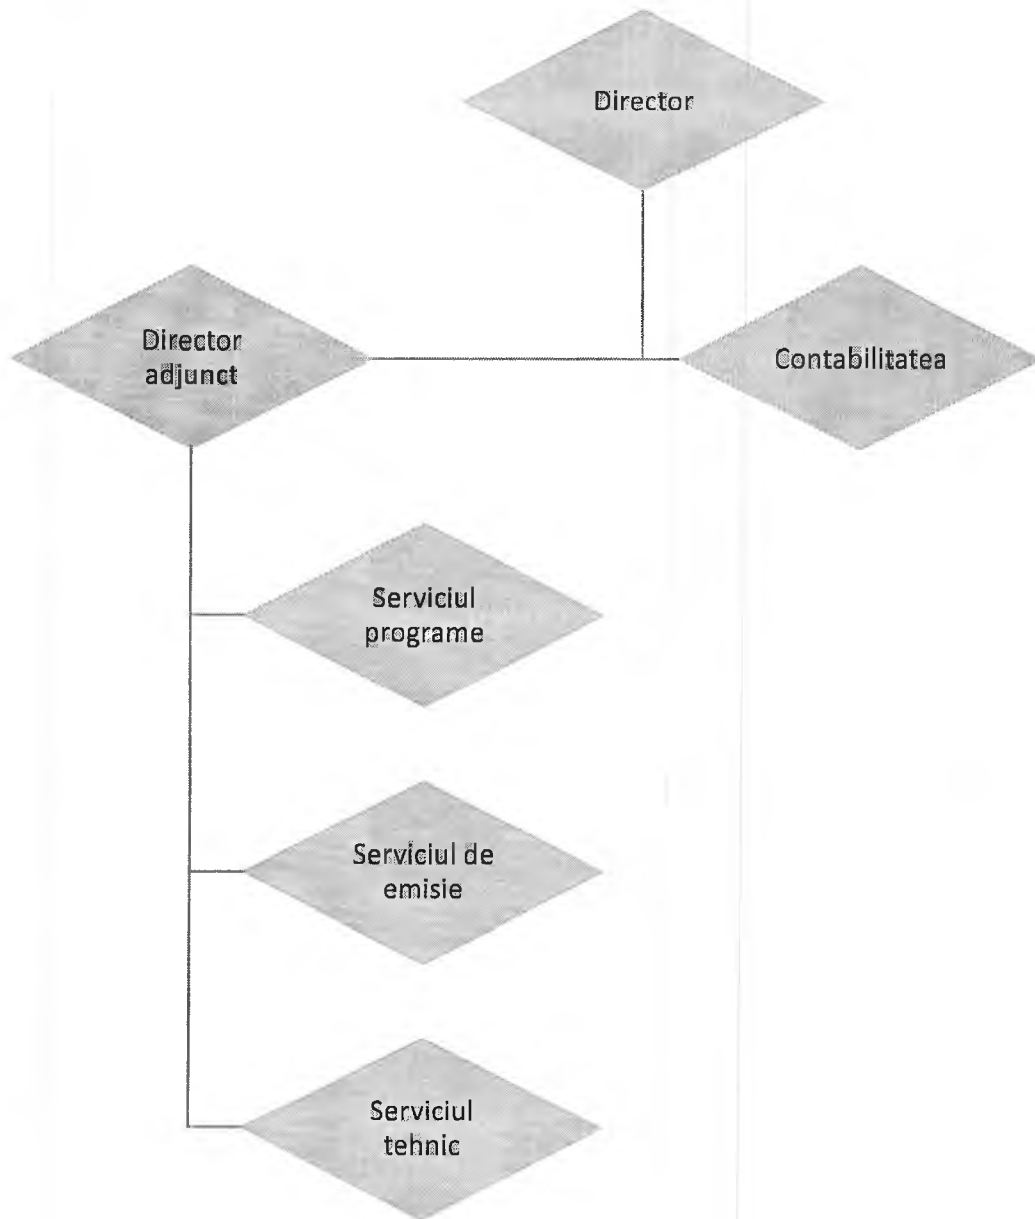 Director
Director
adjunct
Contabilitatea
Serviciul
programe
Serviciul de
emisie
Serviciul
tehnic